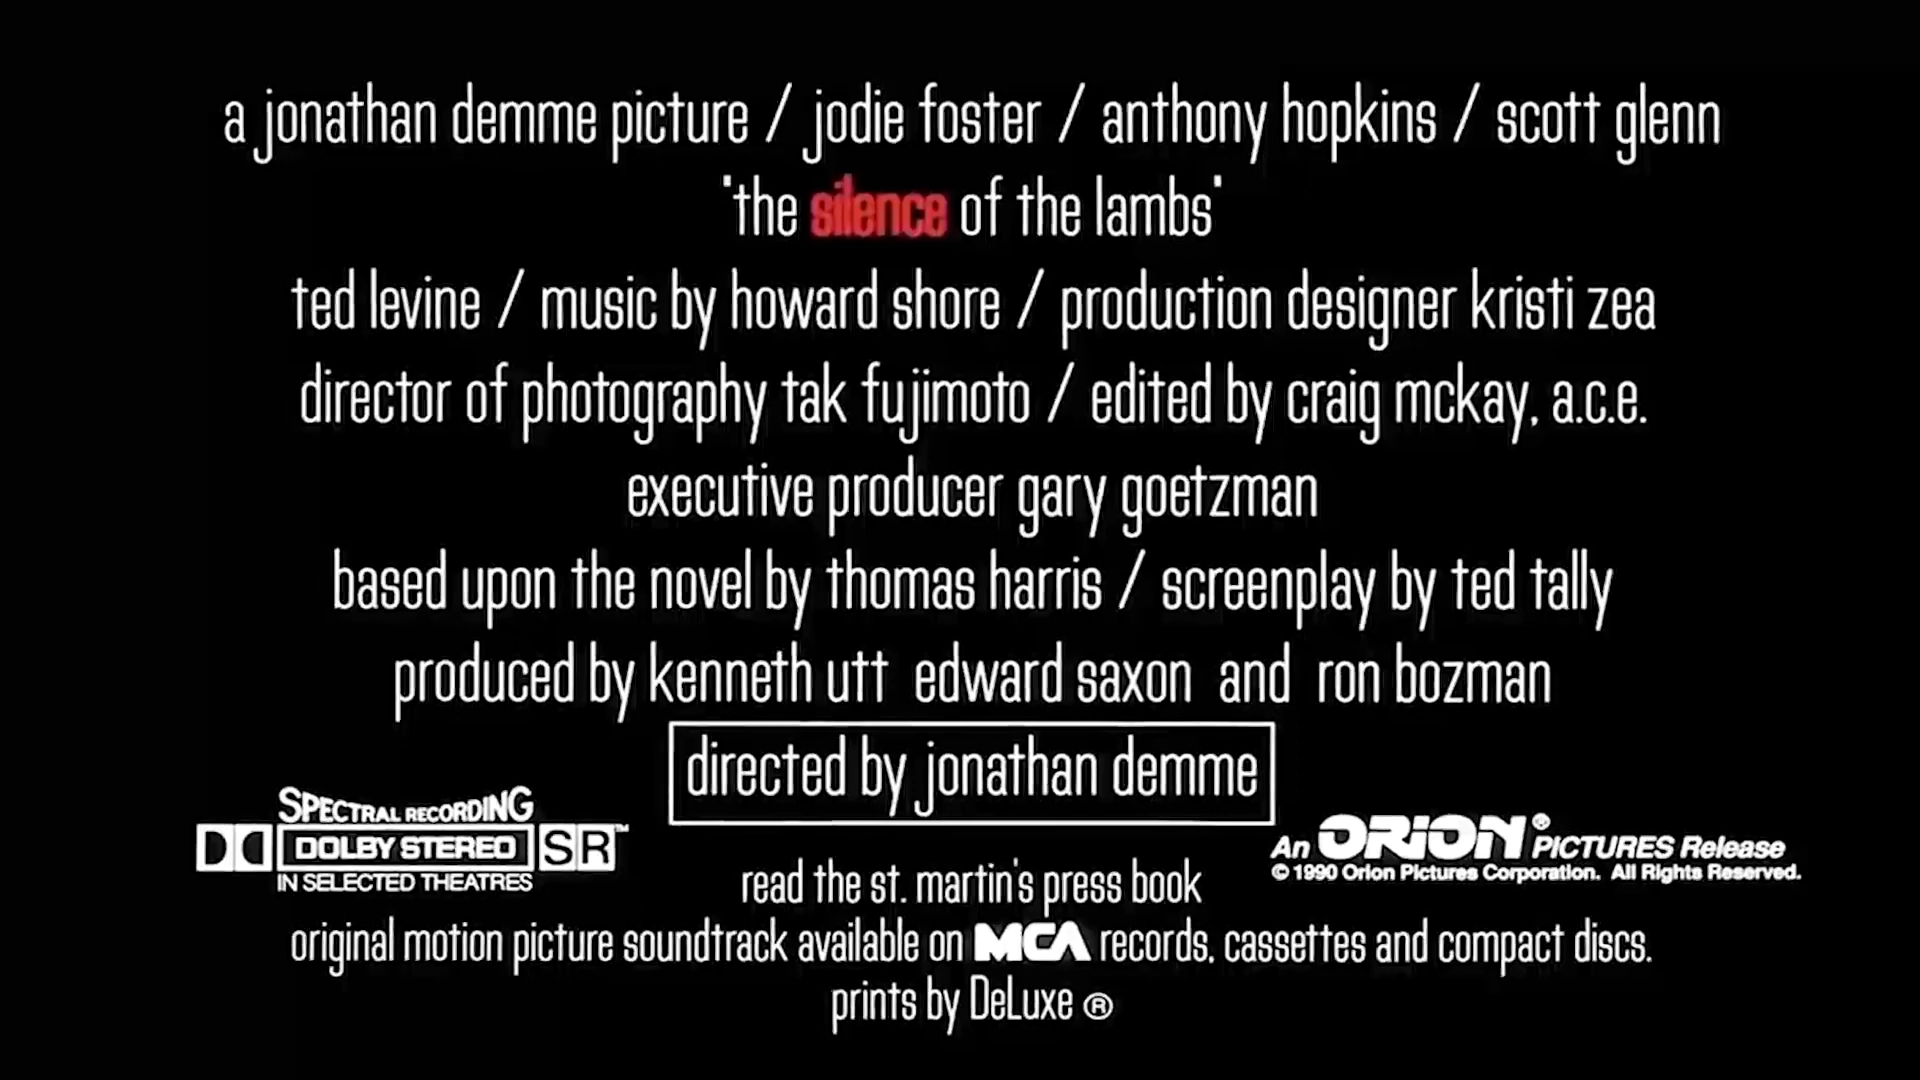 a jonathan demme picture / jodie foster / anthony hopkins / scott glenn
'the silence of the lambs'
ted levine / music by howard shore / production designer kristi zea
director of photography tak fujimoto / edited by craig mckay, a.c.e.
executive producer gary goetzman
based upon the novel by thomas harris / screenplay by ted tally
produced by kenneth utt edward saxon and ron bozman
directed by jonathan demme
SPECTRAL RECORDING
DOLBY STEREO SR™
IN SELECTED THEATRES
An ORION® PICTURES Release
© 1990 Orion Pictures Corporation. All Rights Reserved.
read the st. martin's press book
original motion picture soundtrack available on MCA records, cassettes and compact discs.
prints by DeLuxe ®